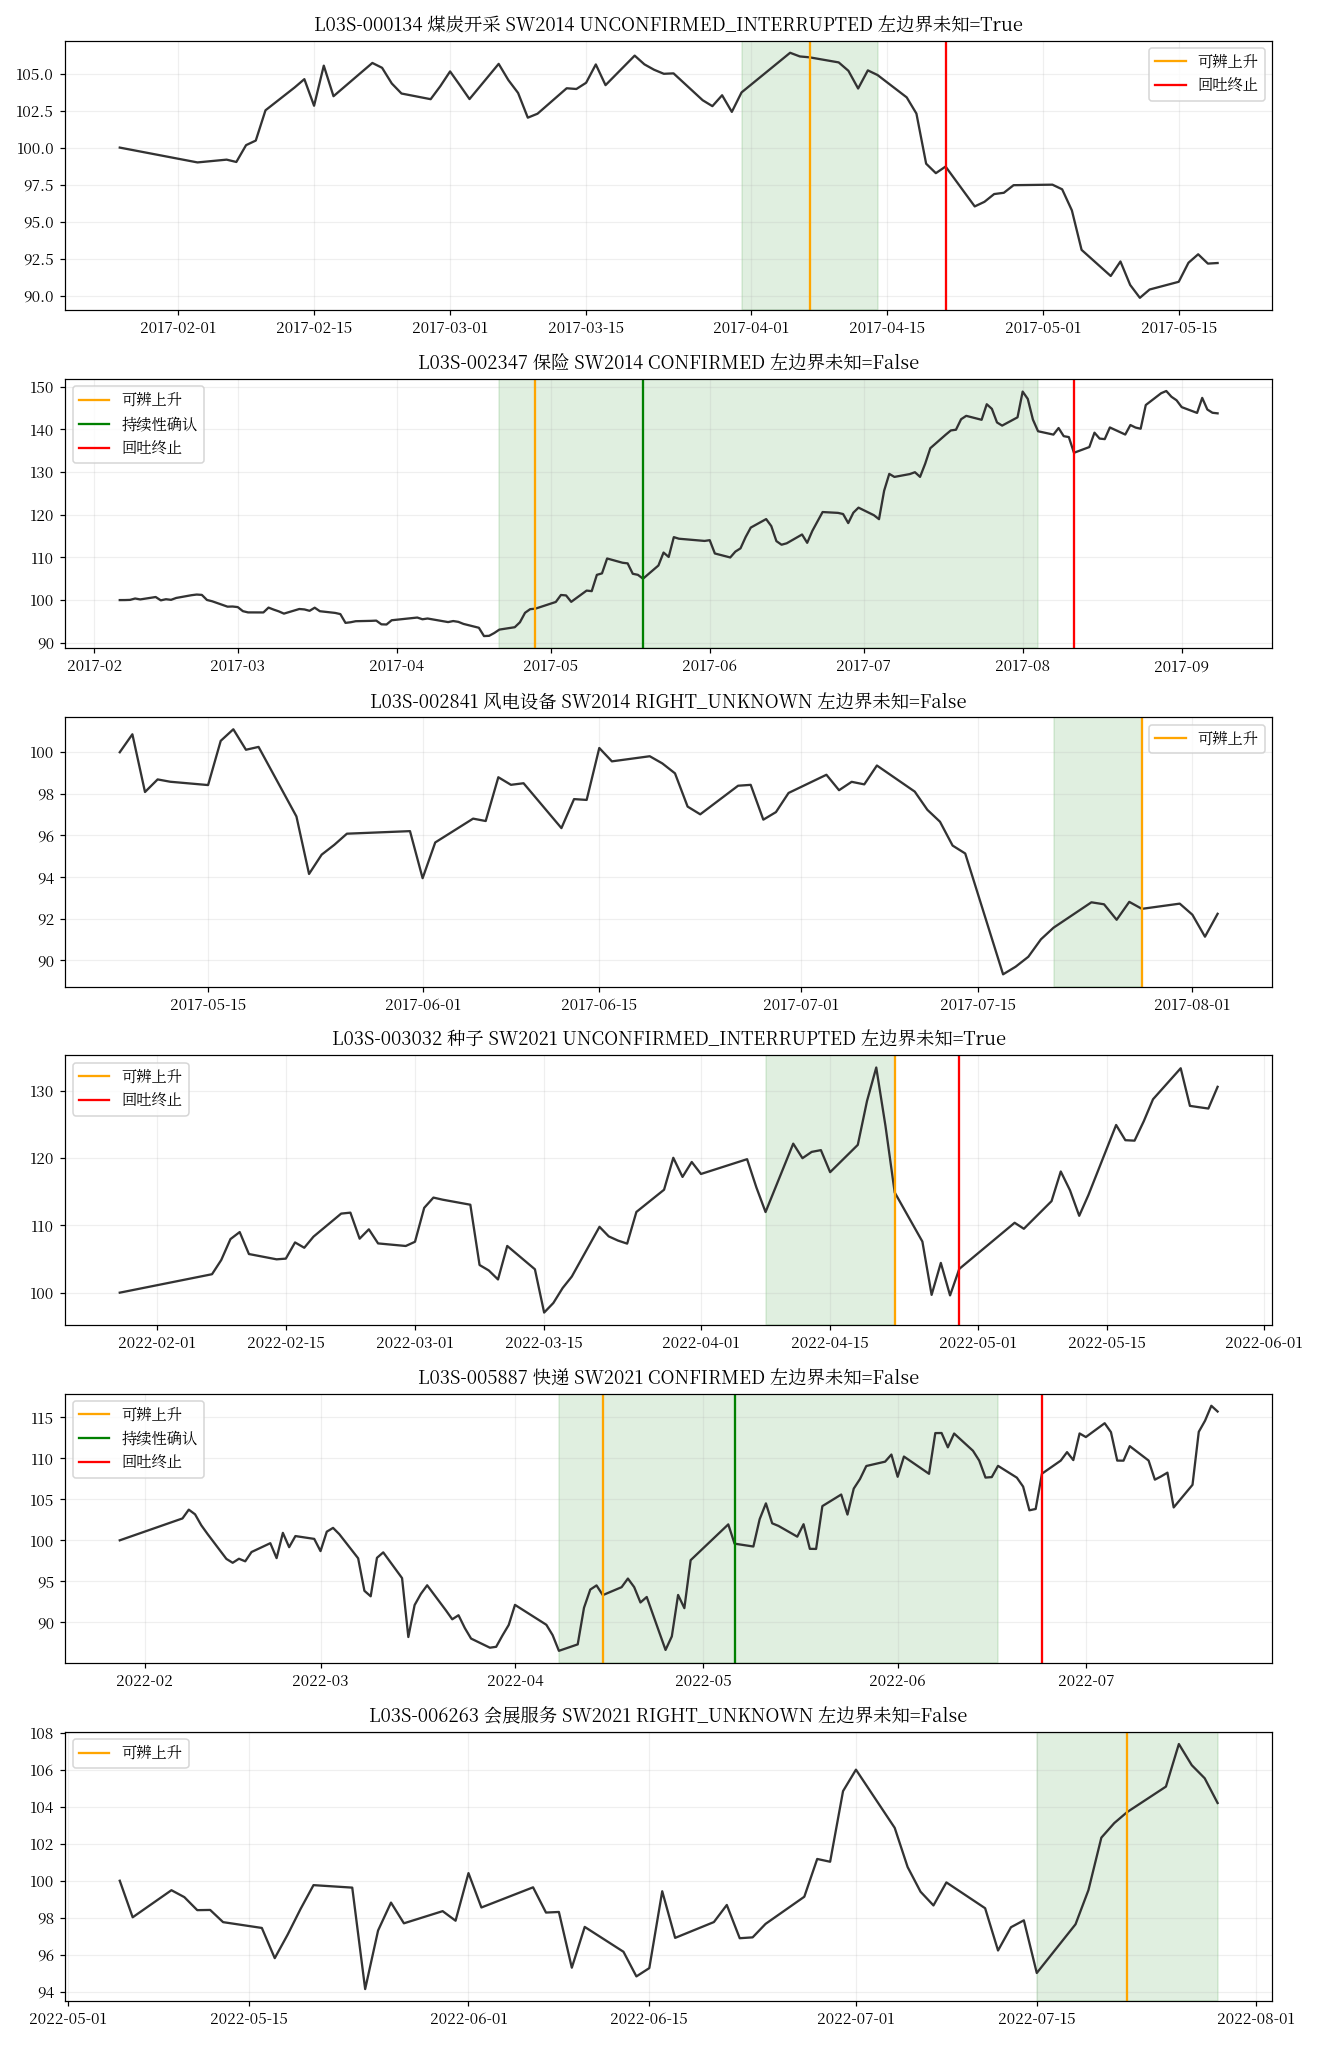 L03S-000134 煤炭开采 SW2014 UNCONFIRMED_INTERRUPTED 左边界未知=True
可辨上升
回吐终止
105.0
102.5
100.0
97.5
95.0
92.5
90.0
2017-02-01 2017-02-15 2017-03-01 2017-03-15 2017-04-01 2017-04-15 2017-05-01 2017-05-15
L03S-002347 保险 SW2014 CONFIRMED 左边界未知=False
可辨上升
持续性确认
回吐终止
150
140
130
120
110
100
90
2017-02 2017-03 2017-04 2017-05 2017-06 2017-07 2017-08 2017-09
L03S-002841 风电设备 SW2014 RIGHT_UNKNOWN 左边界未知=False
可辨上升
100
98
96
94
92
90
2017-05-15 2017-06-01 2017-06-15 2017-07-01 2017-07-15 2017-08-01
L03S-003032 种子 SW2021 UNCONFIRMED_INTERRUPTED 左边界未知=True
可辨上升
回吐终止
130
120
110
100
2022-02-01 2022-02-15 2022-03-01 2022-03-15 2022-04-01 2022-04-15 2022-05-01 2022-05-15 2022-06-01
L03S-005887 快递 SW2021 CONFIRMED 左边界未知=False
可辨上升
持续性确认
回吐终止
115
110
105
100
95
90
2022-02 2022-03 2022-04 2022-05 2022-06 2022-07
L03S-006263 会展服务 SW2021 RIGHT_UNKNOWN 左边界未知=False
可辨上升
108
106
104
102
100
98
96
94
2022-05-01 2022-05-15 2022-06-01 2022-06-15 2022-07-01 2022-07-15 2022-08-01